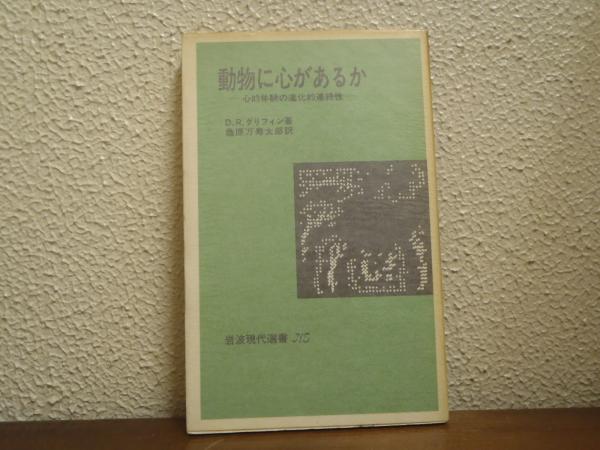 動物に心があるか
─心的体験の進化的連続性─
D.R.グリフィン著
桑原万寿太郎訳
岩波現代選書 NS